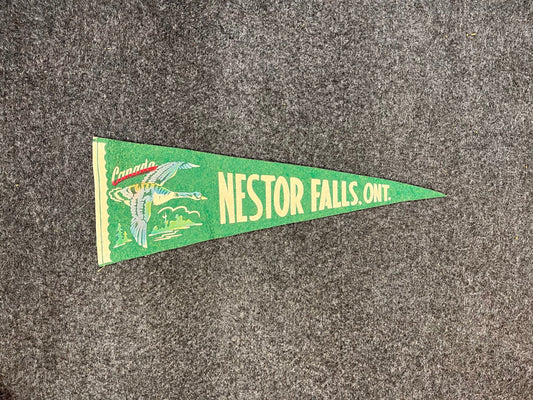 Canada
NESTOR FALLS, ONT.